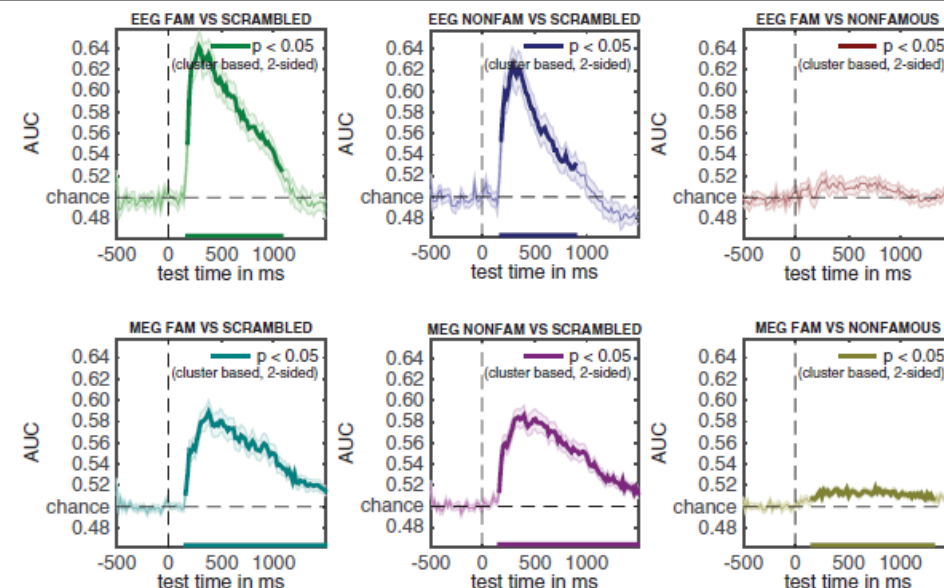 EEG FAM VS SCRAMBLED
p < 0.05
(cluster based, 2-sided)
AUC
0.64
0.62
0.60
0.58
0.56
0.54
0.52
chance
0.48
-500 0 500 1000
test time in ms
EEG NONFAM VS SCRAMBLED
p < 0.05
(cluster based, 2-sided)
AUC
0.64
0.62
0.60
0.58
0.56
0.54
0.52
chance
0.48
-500 0 500 1000
test time in ms
EEG FAM VS NONFAMOUS
p < 0.05
(cluster based, 2-sided)
AUC
0.64
0.62
0.60
0.58
0.56
0.54
0.52
chance
0.48
-500 0 500 1000
test time in ms
MEG FAM VS SCRAMBLED
p < 0.05
(cluster based, 2-sided)
AUC
0.64
0.62
0.60
0.58
0.56
0.54
0.52
chance
0.48
-500 0 500 1000
test time in ms
MEG NONFAM VS SCRAMBLED
p < 0.05
(cluster based, 2-sided)
AUC
0.64
0.62
0.60
0.58
0.56
0.54
0.52
chance
0.48
-500 0 500 1000
test time in ms
MEG FAM VS NONFAMOUS
p < 0.05
(cluster based, 2-sided)
AUC
0.64
0.62
0.60
0.58
0.56
0.54
0.52
chance
0.48
-500 0 500 1000
test time in ms